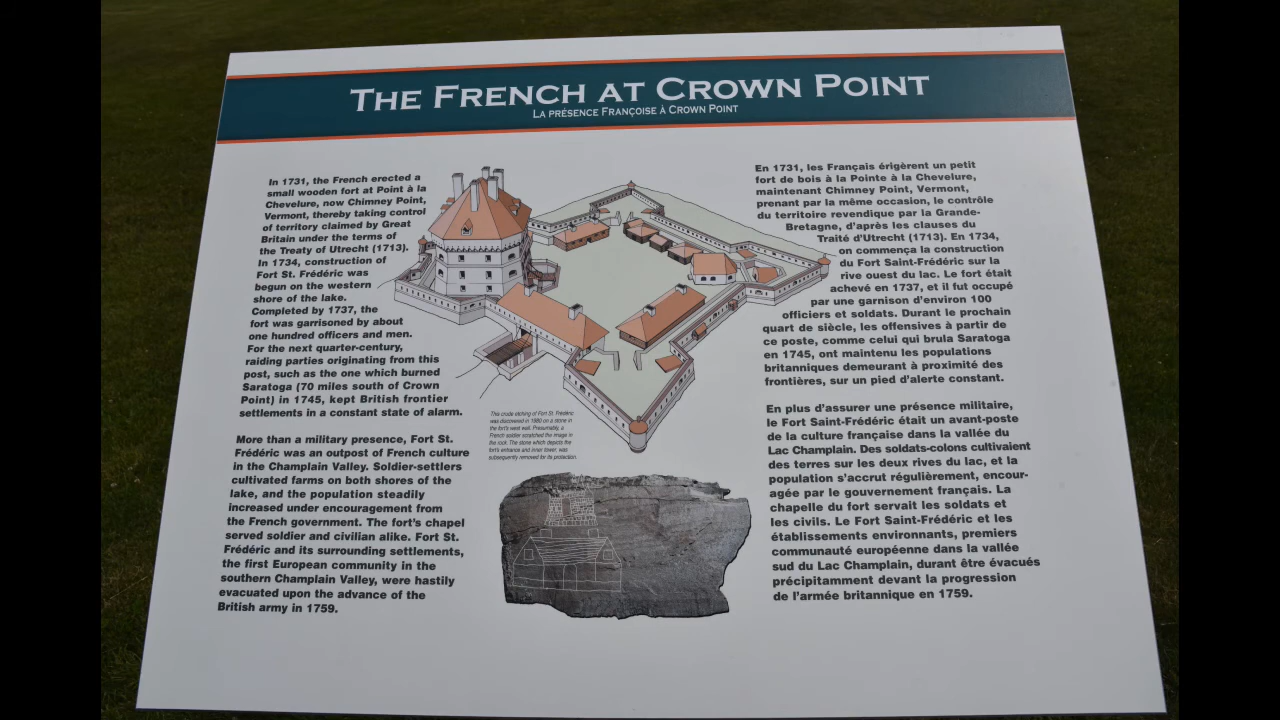 THE FRENCH AT CROWN POINT
LA PRÉSENCE FRANÇOISE À CROWN POINT
In 1731, the French erected a
small wooden fort at Point à la
Chevelure, now Chimney Point,
Vermont, thereby taking control
of territory claimed by Great
Britain under the terms of
the Treaty of Utrecht (1713).
In 1734, construction of
Fort St. Frédéric was
begun on the western
shore of the lake.
Completed by 1737, the
fort was garrisoned by about
one hundred officers and men.
For the next quarter-century,
raiding parties originating from this
post, such as the one which burned
Saratoga (70 miles south of Crown
Point) in 1745, kept British frontier
settlements in a constant state of alarm.
More than a military presence, Fort St.
Frédéric was an outpost of French culture
in the Champlain Valley. Soldier-settlers
cultivated farms on both shores of the
lake, and the population steadily
increased under encouragement from
the French government. The fort's chapel
served soldier and civilian alike. Fort St.
Frédéric and its surrounding settlements,
the first European community in the
southern Champlain Valley, were hastily
evacuated upon the advance of the
British army in 1759.
This crude etching of Fort St. Frédéric
was discovered in 1880 on a stone in
the fort's west wall. Presumably, a
French soldier scratched the image in
the rock. The stone which depicts the
fort's entrance and inner tower, was
subsequently removed for its protection.
En 1731, les Français érigèrent un petit
fort de bois à la Pointe à la Chevelure,
maintenant Chimney Point, Vermont,
prenant par la même occasion, le contrôle
du territoire revendique par la Grande-
Bretagne, d'après les clauses du
Traité d'Utrecht (1713). En 1734,
on commença la construction
du Fort Saint-Frédéric sur la
rive ouest du lac. Le fort était
achevé en 1737, et il fut occupé
par une garnison d'environ 100
officiers et soldats. Durant le prochain
quart de siècle, les offensives à partir de
ce poste, comme celui qui brula Saratoga
en 1745, ont maintenu les populations
britanniques demeurant à proximité des
frontières, sur un pied d'alerte constant.
En plus d'assurer une présence militaire,
le Fort Saint-Frédéric était un avant-poste
de la culture française dans la vallée du
Lac Champlain. Des soldats-colons cultivaient
des terres sur les deux rives du lac, et la
population s'accrut régulièrement, encour-
agée par le gouvernement français. La
chapelle du fort servait les soldats et
les civils. Le Fort Saint-Frédéric et les
établissements environnants, premiers
communauté européenne dans la vallée
sud du Lac Champlain, durant être évacués
précipitamment devant la progression
de l'armée britannique en 1759.